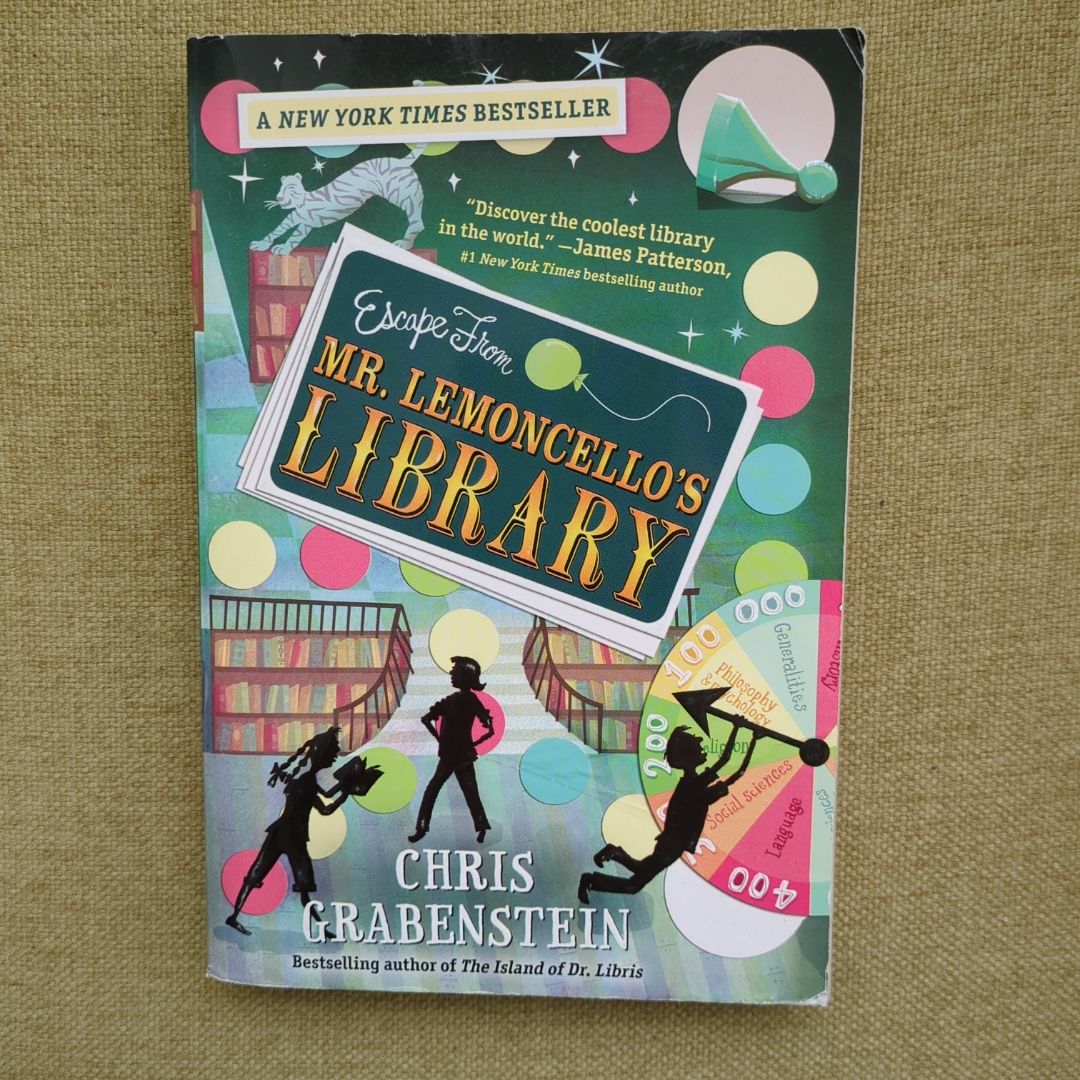 A NEW YORK TIMES BESTSELLER
“Discover the coolest library
in the world.” —James Patterson,
#1 New York Times bestselling author
Escape From
MR. LEMONCELLO’S
LIBRARY
000
Generalities
100
Philosophy
200
Social Sciences
Language
400
CHRIS
GRABENSTEIN
Bestselling author of The Island of Dr. Libris